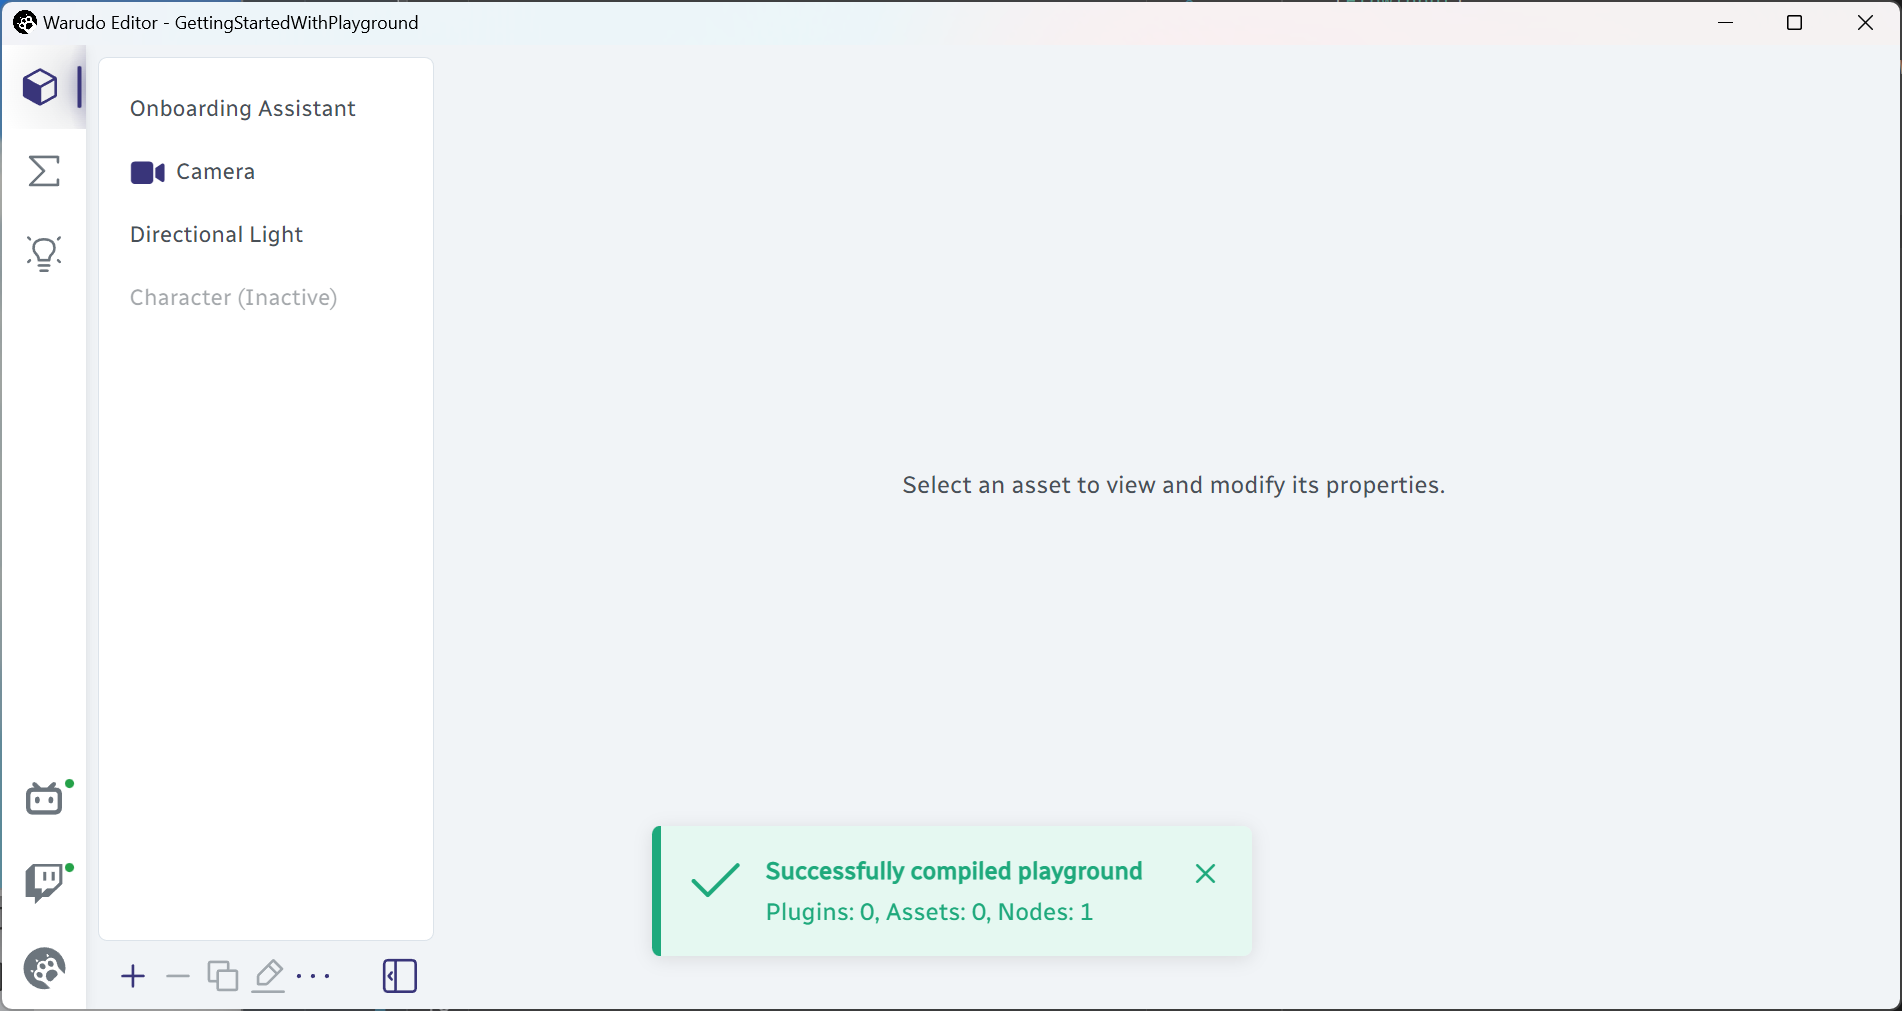 Warudo Editor - GettingStartedWithPlayground
Onboarding Assistant
Camera
Directional Light
Character (Inactive)
Select an asset to view and modify its properties.
Successfully compiled playground
Plugins: 0, Assets: 0, Nodes: 1